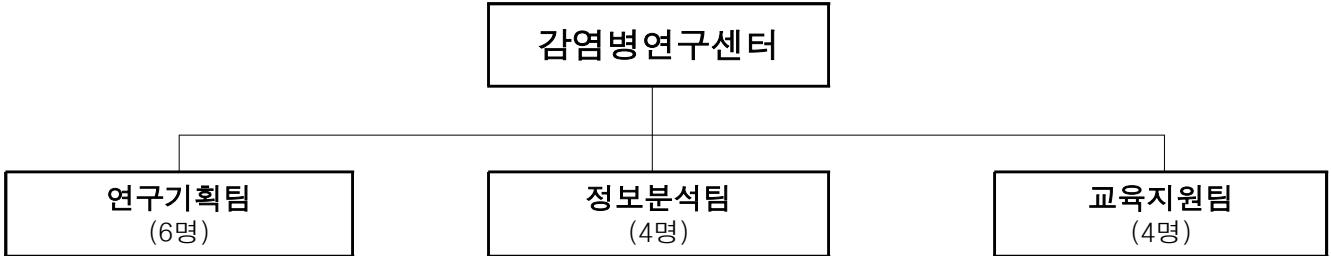 감염병연구센터
연구기획팀
(6명)
정보분석팀
(4명)
교육지원팀
(4명)